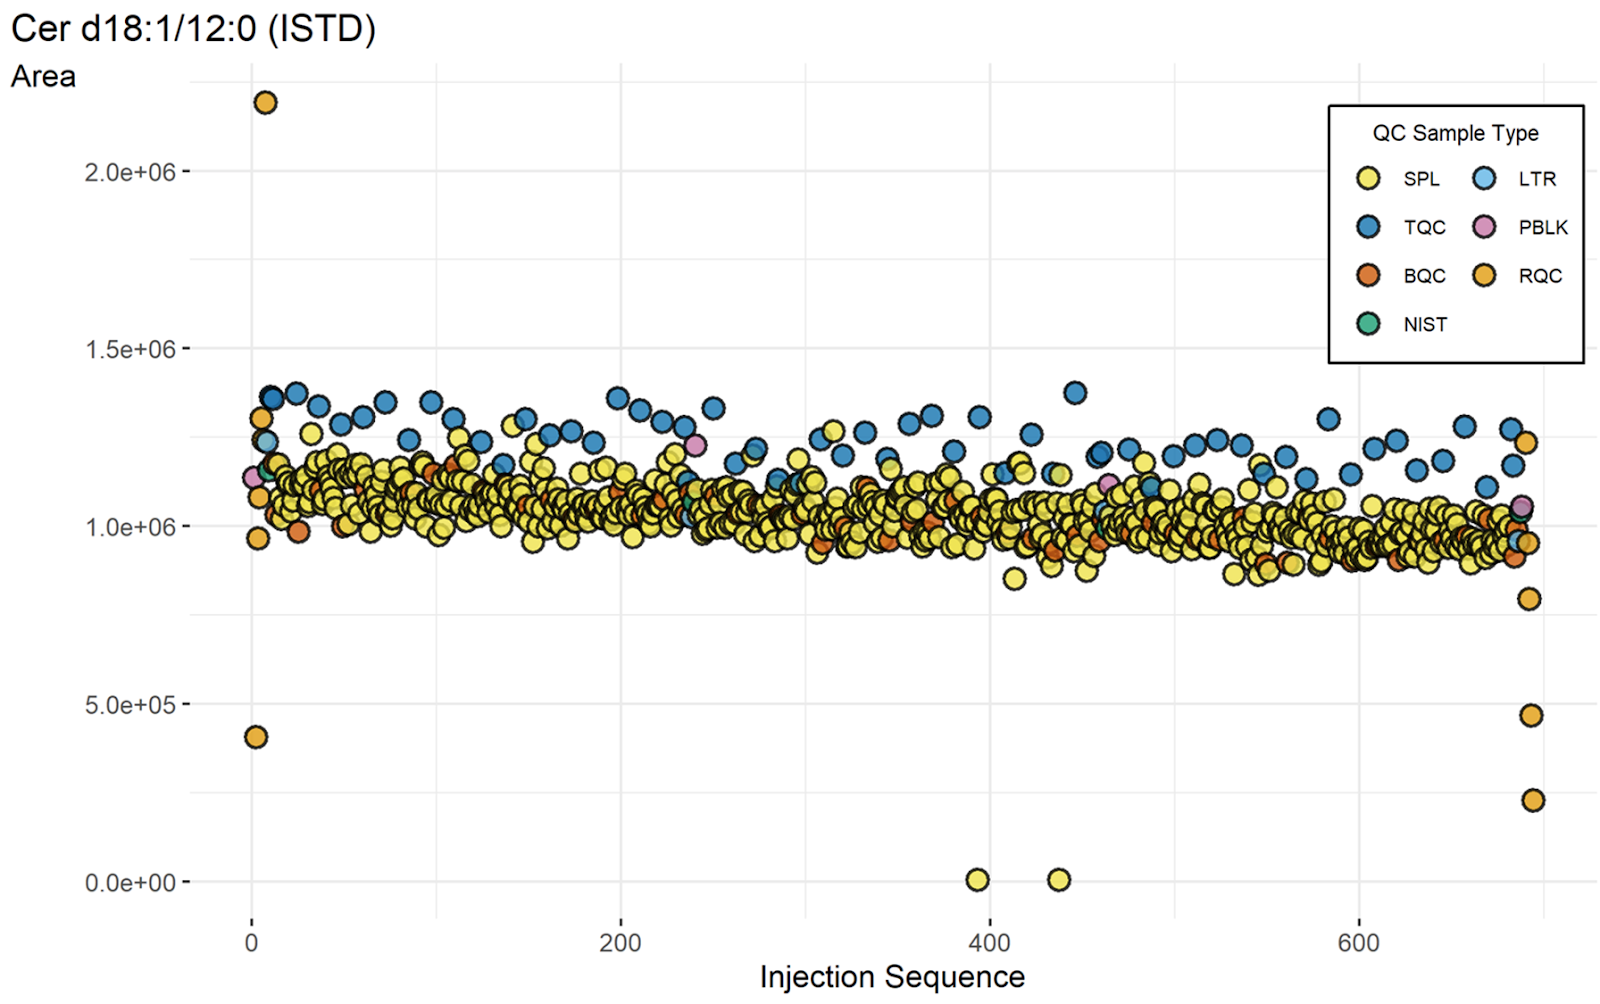 Cer d18:1/12:0 (ISTD)
Area
2.0e+06
1.5e+06
1.0e+06
5.0e+05
0.0e+00
QC Sample Type
SPL LTR
TQC PBLK
BQC RQC
NIST
0 200 400 600
Injection Sequence